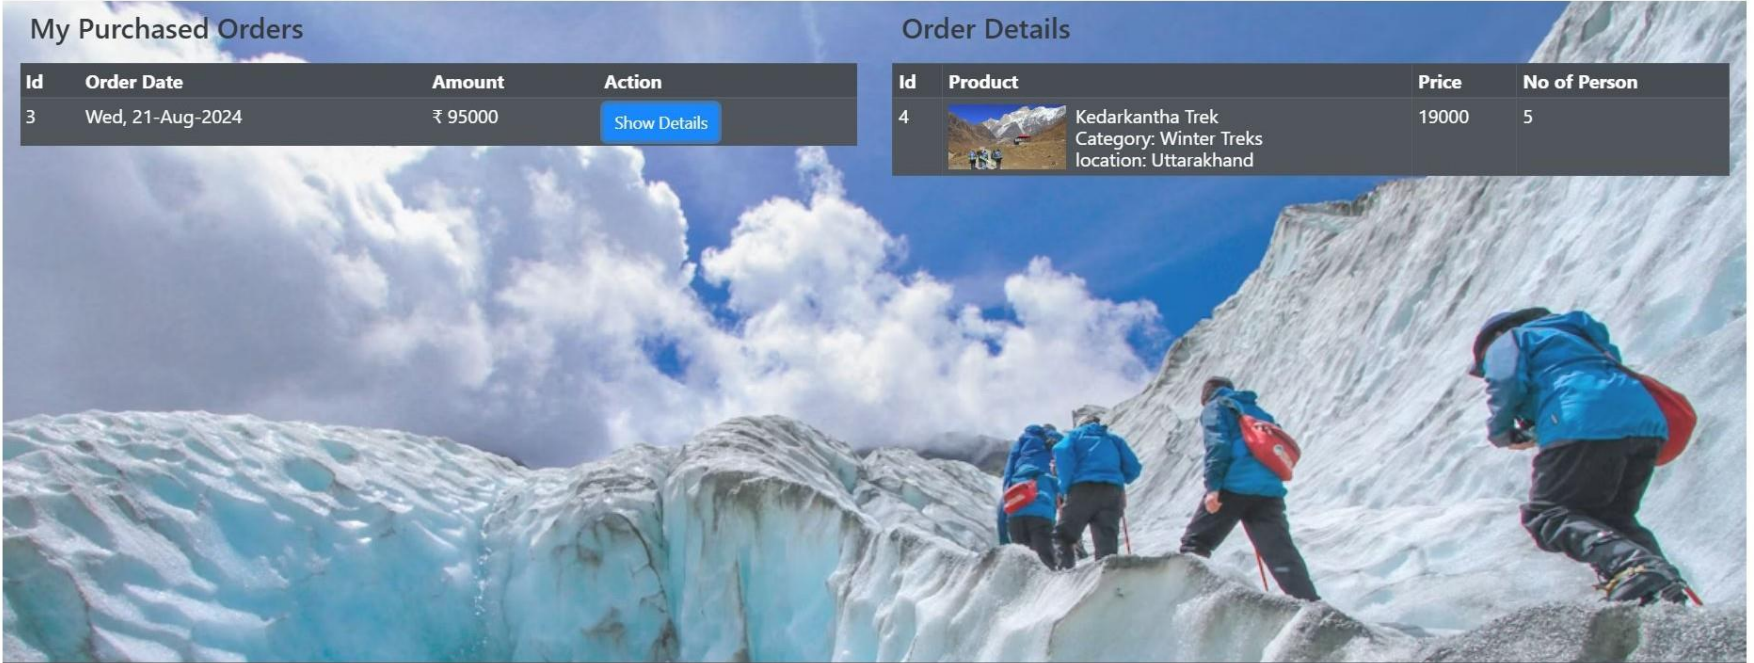 My Purchased Orders
Id Order Date Amount Action
3 Wed, 21-Aug-2024 ₹ 95000 Show Details
Order Details
Id Product Price No of Person
4 Kedarkantha Trek 19000 5
Category: Winter Treks
location: Uttarakhand